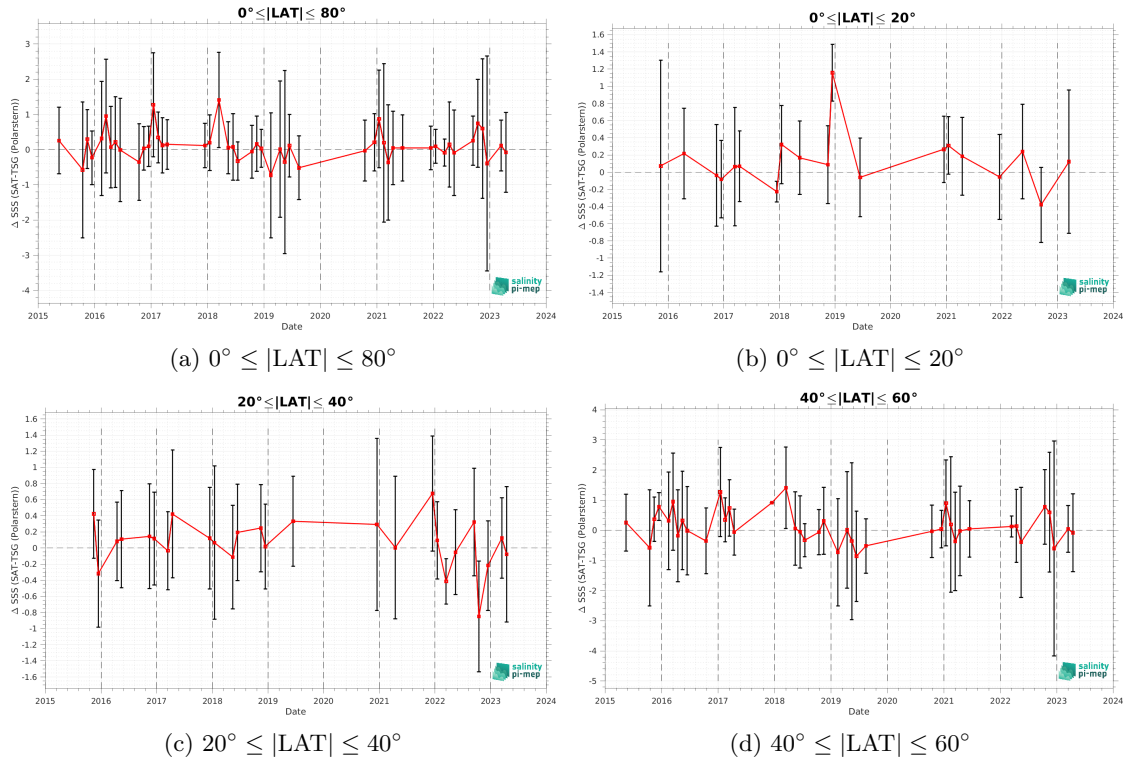 0°≤|LAT|≤ 80°
Δ SSS (SAT-TSG (Polarstern))
3
2
1
0
-1
-2
-3
-4
2015 2016 2017 2018 2019 2020 2021 2022 2023 2024
Date
salinity
pi-mep
(a) 0° ≤ |LAT| ≤ 80°
0°≤|LAT|≤ 20°
Δ SSS (SAT-TSG (Polarstern))
1.6
1.4
1.2
1
0.8
0.6
0.4
0.2
0
-0.2
-0.4
-0.6
-0.8
-1
-1.2
-1.4
2015 2016 2017 2018 2019 2020 2021 2022 2023 2024
Date
salinity
pi-mep
(b) 0° ≤ |LAT| ≤ 20°
20°≤|LAT|≤ 40°
Δ SSS (SAT-TSG (Polarstern))
1.6
1.4
1.2
1
0.8
0.6
0.4
0.2
0
-0.2
-0.4
-0.6
-0.8
-1
-1.2
-1.4
-1.6
2015 2016 2017 2018 2019 2020 2021 2022 2023 2024
Date
salinity
pi-mep
(c) 20° ≤ |LAT| ≤ 40°
40°≤|LAT|≤ 60°
Δ SSS (SAT-TSG (Polarstern))
4
3
2
1
0
-1
-2
-3
-4
-5
2015 2016 2017 2018 2019 2020 2021 2022 2023 2024
Date
salinity
pi-mep
(d) 40° ≤ |LAT| ≤ 60°